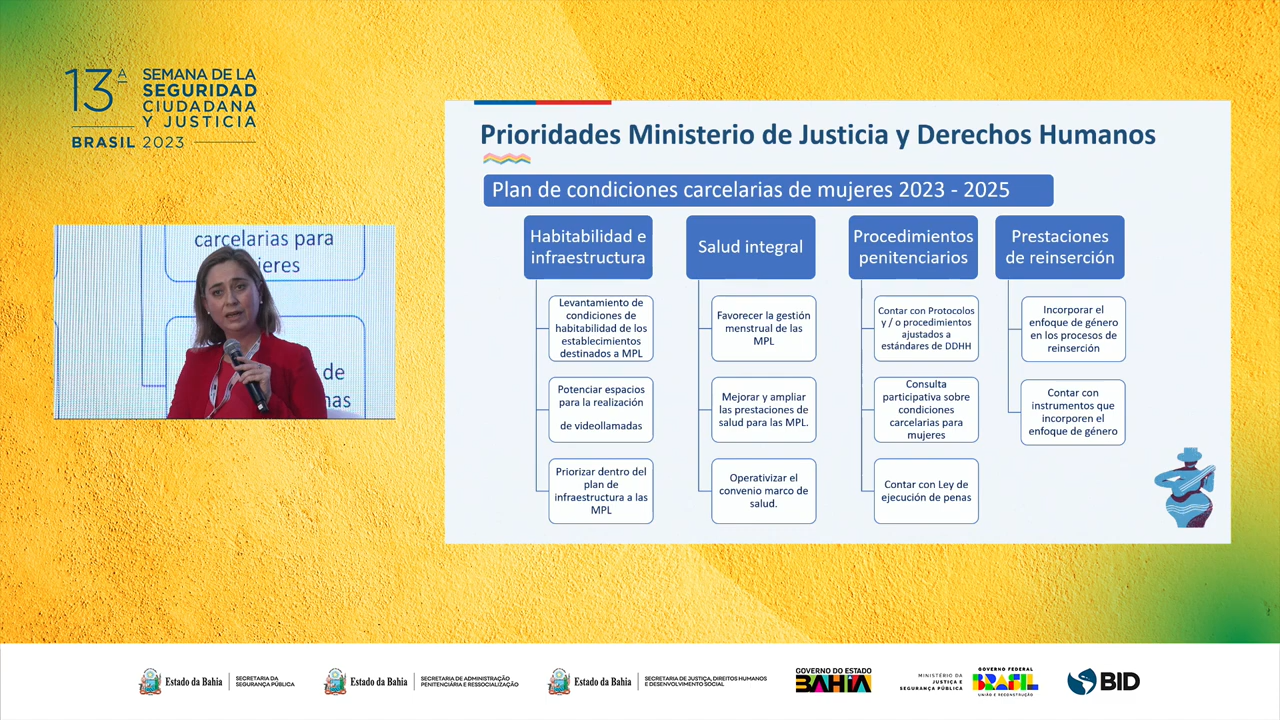 13ª
SEMANA DE LA
SEGURIDAD
CIUDADANA
Y JUSTICIA
BRASIL 2023
carcelarias para
de
nas
Prioridades Ministerio de Justicia y Derechos Humanos
Plan de condiciones carcelarias de mujeres 2023 - 2025
Habitabilidad e
infraestructura
Levantamiento de
condiciones de
habitabilidad de los
establecimientos
destinados a MPL
Potenciar espacios
para la realización
de videollamadas
Priorizar dentro del
plan de
infraestructura a las
MPL
Salud integral
Favorecer la gestión
menstrual de las
MPL
Mejorar y ampliar
las prestaciones de
salud para las MPL.
Operativizar el
convenio marco de
salud.
Procedimientos
penitenciarios
Contar con Protocolos
y / o procedimientos
ajustados a
estándares de DDHH
Consulta
participativa sobre
condiciones
carcelarias para
mujeres
Contar con Ley de
ejecución de penas
Prestaciones
de reinserción
Incorporar el
enfoque de género
en los procesos de
reinserción
Contar con
instrumentos que
incorporen el
enfoque de género
Estado da Bahia
SECRETARIA DA
SEGURANÇA PÚBLICA
Estado da Bahia
SECRETARIA DE ADMINISTRAÇÃO
PENITENCIÁRIA E RESSOCIALIZAÇÃO
Estado da Bahia
SECRETARIA DE JUSTIÇA, DIREITOS HUMANOS
E DESENVOLVIMENTO SOCIAL
GOVERNO DO ESTADO
BAHIA
MINISTÉRIO DA
JUSTIÇA E
SEGURANÇA PÚBLICA
GOVERNO FEDERAL
BRASIL
UNIÃO E RECONSTRUÇÃO
BID